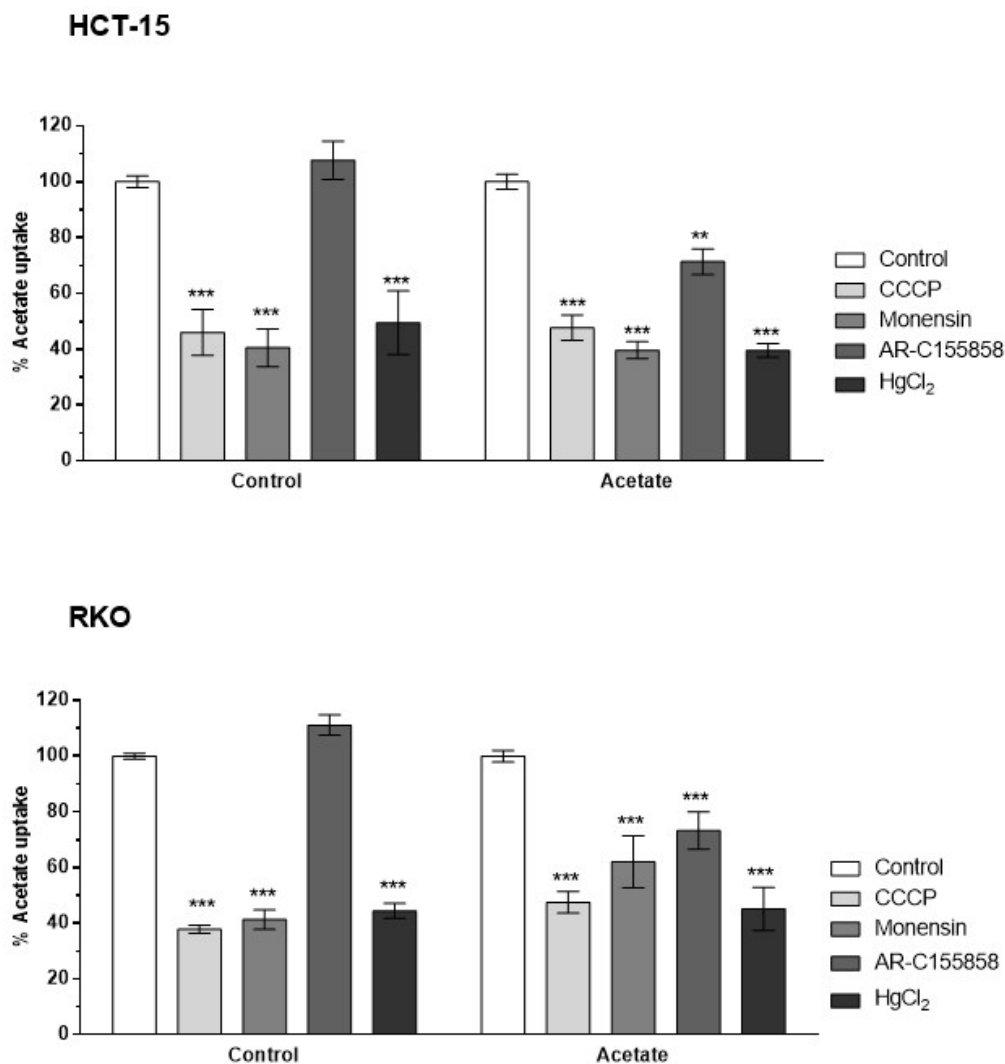 HCT-15
120
100
80
60
40
20
0
% Acetate uptake
***
***
***
***
***
**
***
Control
Acetate
Control
CCCP
Monensin
AR-C155858
HgCl₂
RKO
120
100
80
60
40
20
0
% Acetate uptake
***
***
***
***
***
***
***
Control
Acetate
Control
CCCP
Monensin
AR-C155858
HgCl₂